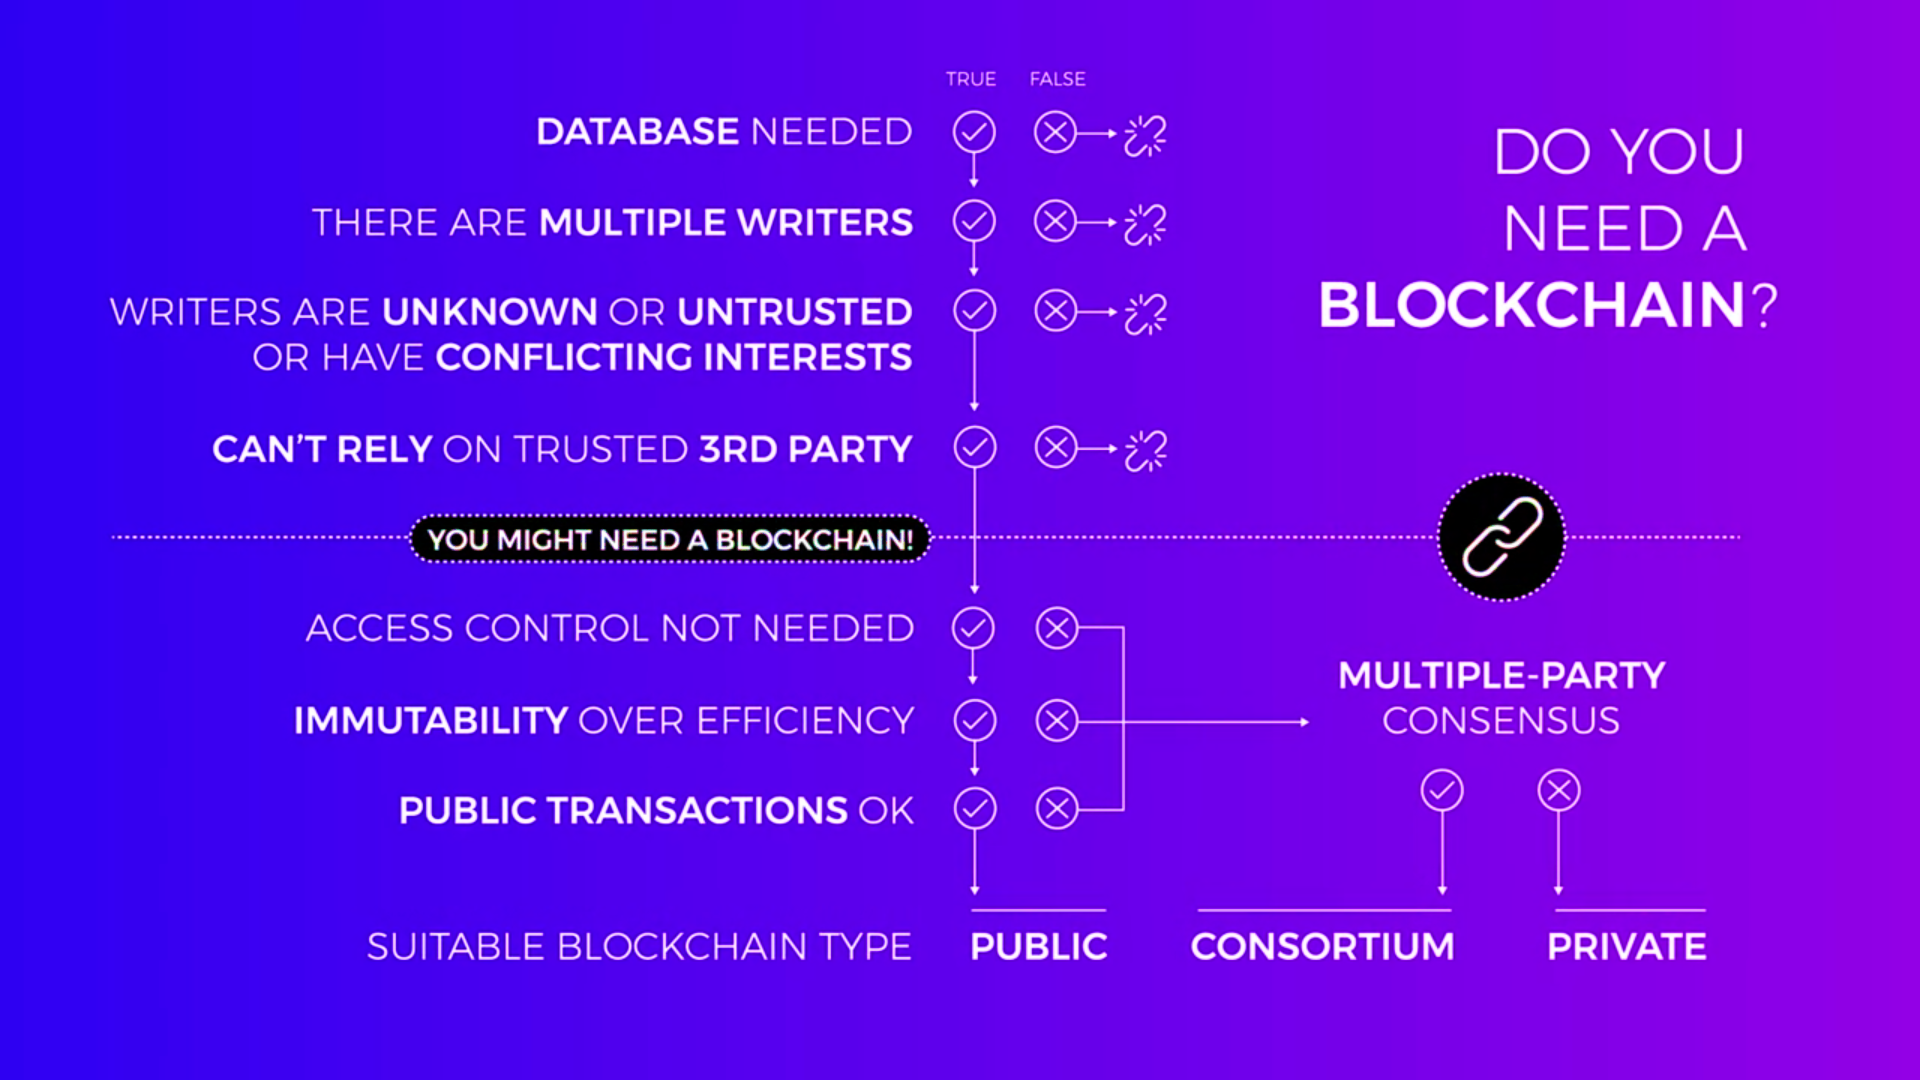 TRUE FALSE
DATABASE NEEDED
THERE ARE MULTIPLE WRITERS
WRITERS ARE UNKNOWN OR UNTRUSTED
OR HAVE CONFLICTING INTERESTS
CAN'T RELY ON TRUSTED 3RD PARTY
DO YOU
NEED A
BLOCKCHAIN?
YOU MIGHT NEED A BLOCKCHAIN!
ACCESS CONTROL NOT NEEDED
IMMUTABILITY OVER EFFICIENCY
PUBLIC TRANSACTIONS OK
MULTIPLE-PARTY
CONSENSUS
SUITABLE BLOCKCHAIN TYPE PUBLIC CONSORTIUM PRIVATE